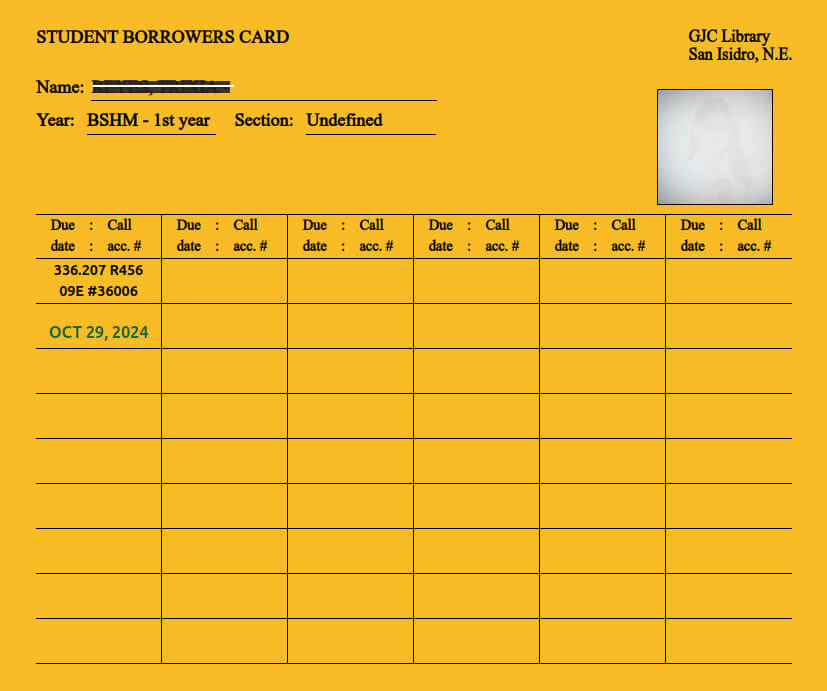 STUDENT BORROWERS CARD
GJC Library
San Isidro, N.E.
Name:
Year: BSHM - 1st year Section: Undefined
Due : Call Due : Call Due : Call Due : Call Due : Call Due : Call
date : acc. # date : acc. # date : acc. # date : acc. # date : acc. # date : acc. #
336.207 R456
09E #36006
OCT 29, 2024